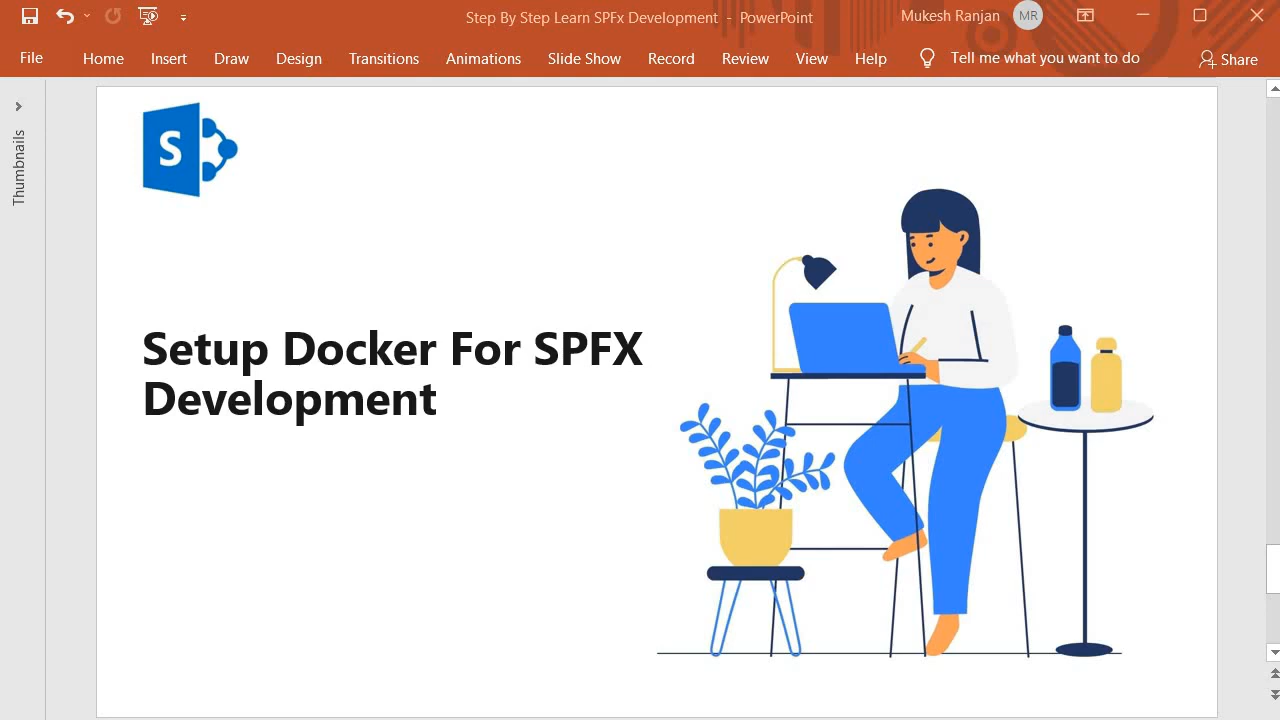 Step By Step Learn SPFx Development - PowerPoint
Mukesh Ranjan MR
File Home Insert Draw Design Transitions Animations Slide Show Record Review View Help Tell me what you want to do Share
Thumbnails
S
Setup Docker For SPFX
Development